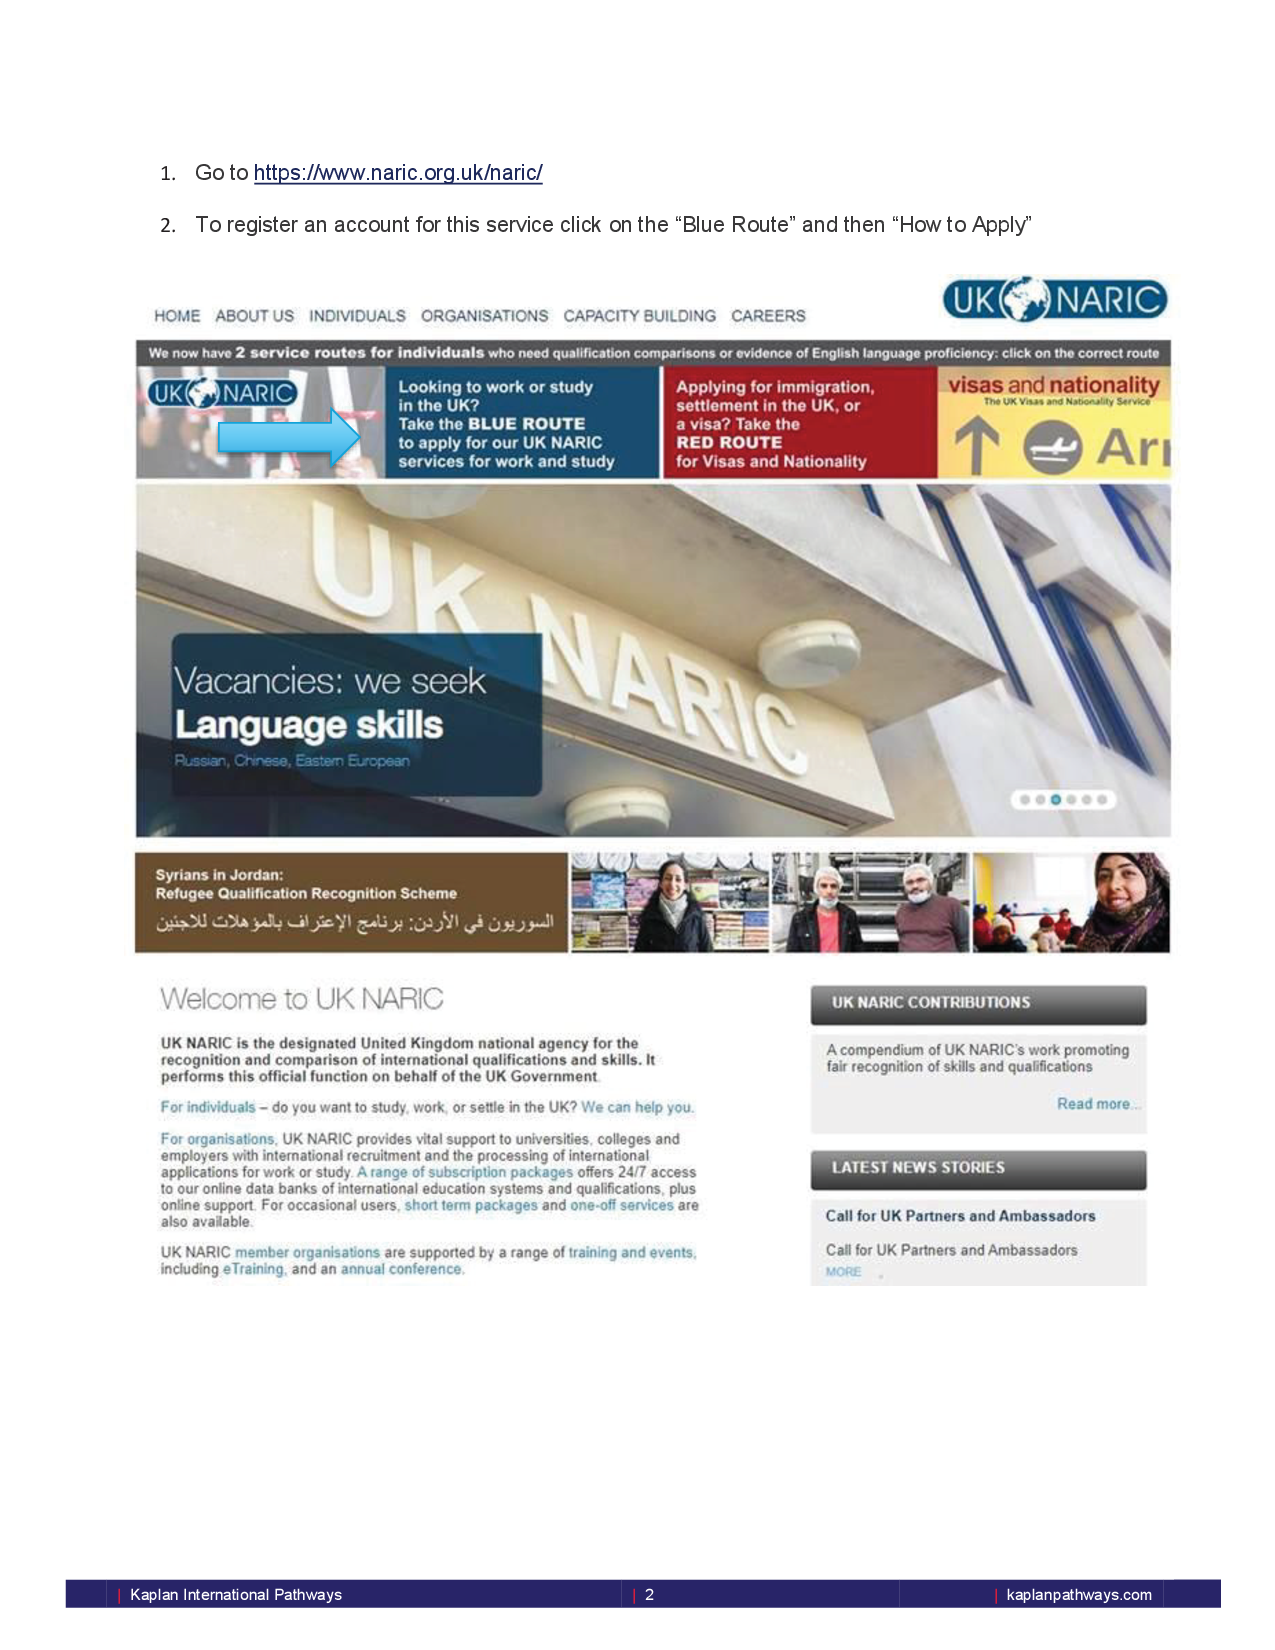 1. Go to https://www.naric.org.uk/naric/
2. To register an account for this service click on the “Blue Route” and then “How to Apply”
UK NARIC
HOME ABOUT US INDIVIDUALS ORGANISATIONS CAPACITY BUILDING CAREERS
We now have 2 service routes for individuals who need qualification comparisons or evidence of English language proficiency: click on the correct route
UK NARIC
Looking to work or study
in the UK?
Take the BLUE ROUTE
to apply for our UK NARIC
services for work and study
Applying for immigration,
settlement in the UK, or
a visa? Take the
RED ROUTE
for Visas and Nationality
visas and nationality
The UK Visas and Nationality Service
Arr
UK NARIC
Vacancies: we seek
Language skills
Russian, Chinese, Eastern European
Syrians in Jordan:
Refugee Qualification Recognition Scheme
السوريون في الأردن: برنامج الإعتراف بالمؤهلات للاجئين
Welcome to UK NARIC
UK NARIC is the designated United Kingdom national agency for the
recognition and comparison of international qualifications and skills. It
performs this official function on behalf of the UK Government.
For individuals – do you want to study, work, or settle in the UK? We can help you.
For organisations, UK NARIC provides vital support to universities, colleges and
employers with international recruitment and the processing of international
applications for work or study. A range of subscription packages offers 24/7 access
to our online data banks of international education systems and qualifications, plus
online support. For occasional users, short term packages and one-off services are
also available.
UK NARIC member organisations are supported by a range of training and events,
including eTraining, and an annual conference.
UK NARIC CONTRIBUTIONS
A compendium of UK NARIC's work promoting
fair recognition of skills and qualifications
Read more...
LATEST NEWS STORIES
Call for UK Partners and Ambassadors
Call for UK Partners and Ambassadors
MORE
| Kaplan International Pathways | 2 | kaplanpathways.com